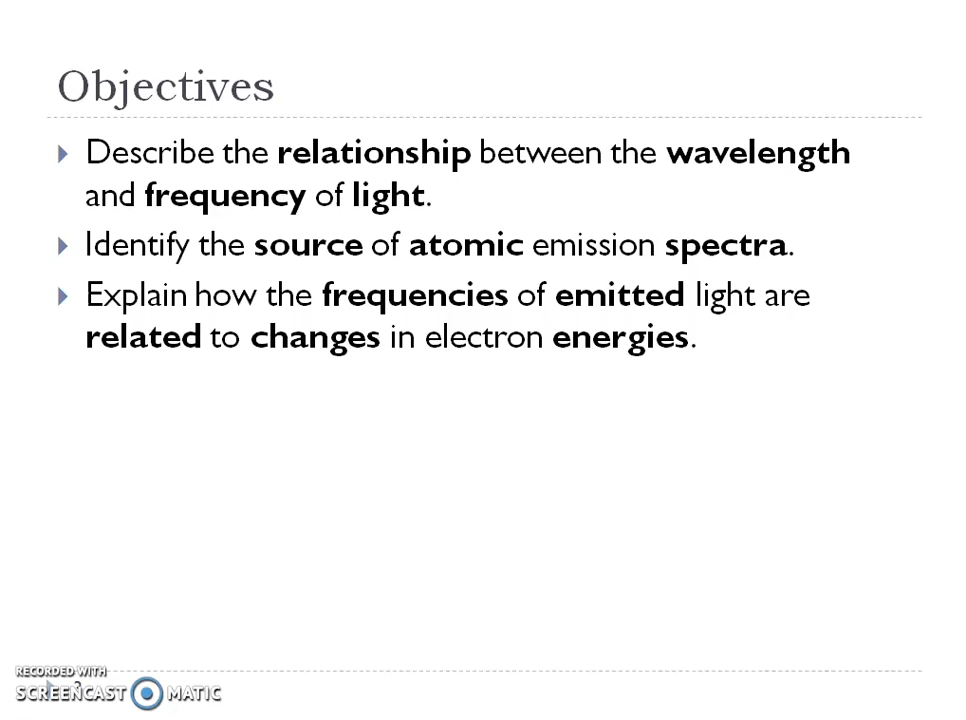 Objectives
Describe the relationship between the wavelength
and frequency of light.
Identify the source of atomic emission spectra.
Explain how the frequencies of emitted light are
related to changes in electron energies.
RECORDED WITH
2
SCREENCAST MATIC